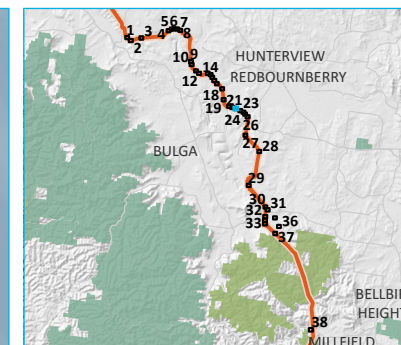 56 7
1 3 4 8
2
HUNTERVIEW
9
10
14
REDBOURNBERRY
12
18 21 23
19
24
26
BULGA
27 28
29
30 31
32
36
33
37
BELLBI
HEIGHT
38
MILLFIELD